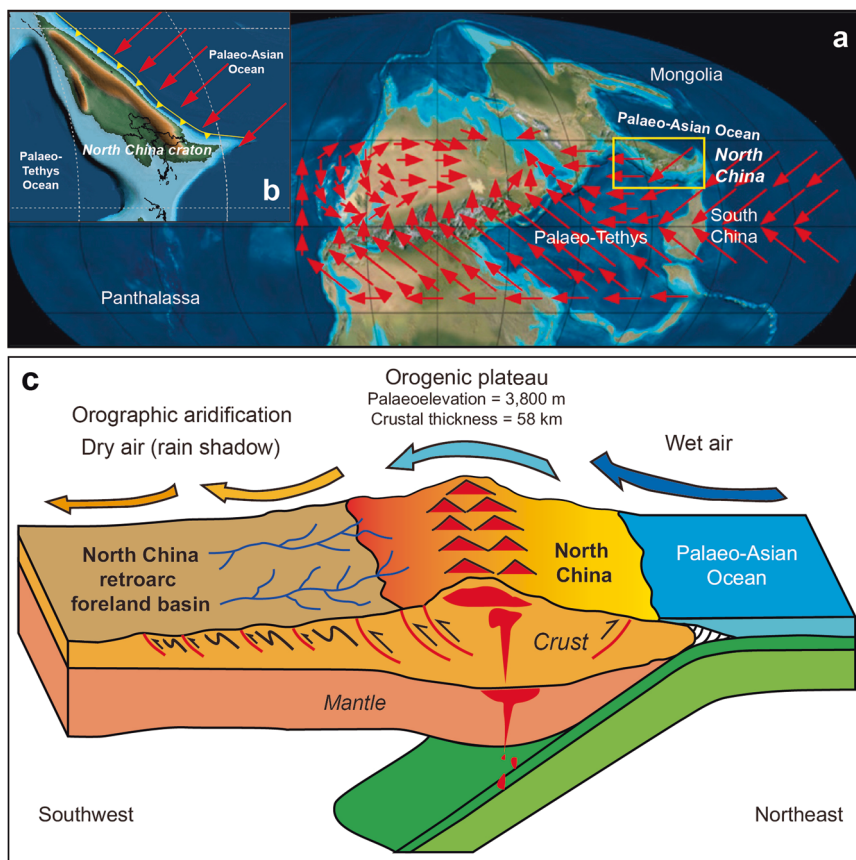 a
Mongolia
Palaeo-Asian Ocean
North
China
South
China
Palaeo-Tethys
Panthalassa
b
Palaeo-Asian
Ocean
North China craton
Palaeo-
Tethys
Ocean
c
Orogenic plateau
Palaeoelevation = 3,800 m
Crustal thickness = 58 km
Orographic aridification
Dry air (rain shadow)
Wet air
North China
retroarc
foreland basin
North
China
Palaeo-Asian
Ocean
Crust
Mantle
Southwest
Northeast